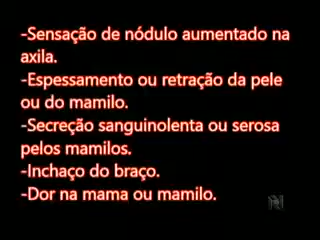 -Sensação de nódulo aumentado na
axila.
-Espessamento ou retração da pele
ou do mamilo.
-Secreção sanguinolenta ou serosa
pelos mamilos.
-Inchaço do braço.
-Dor na mama ou mamilo.